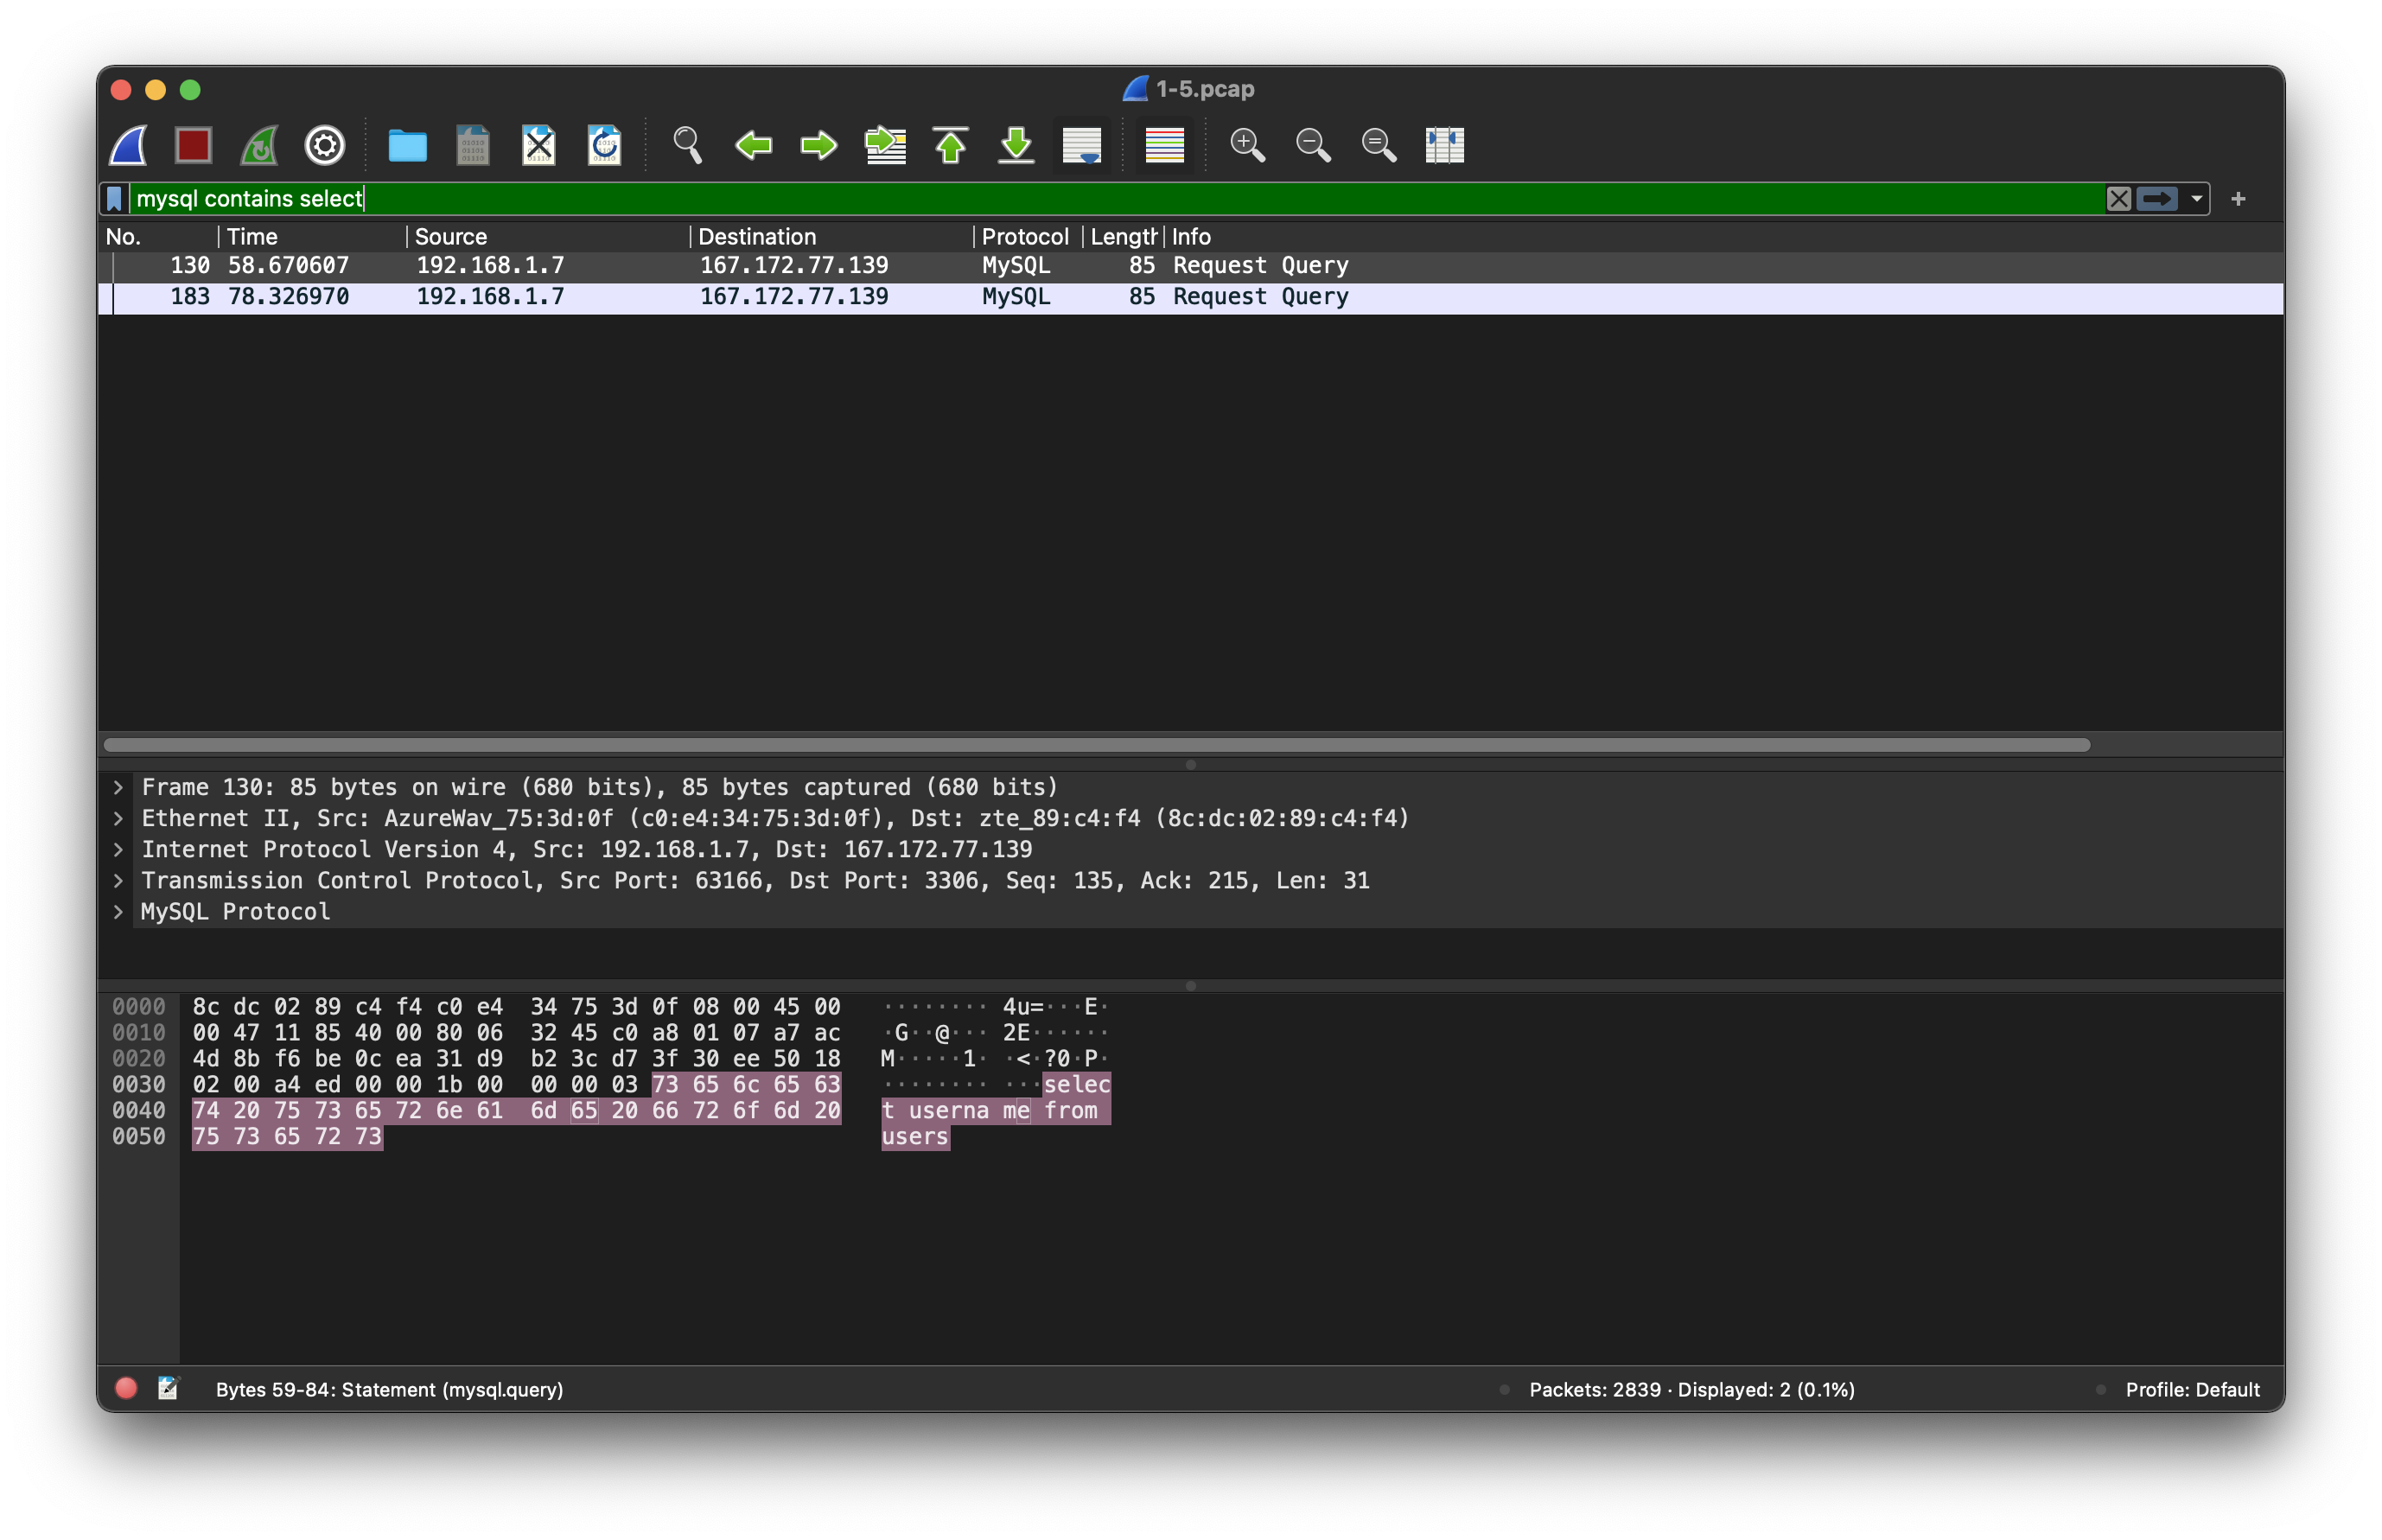 1-5.pcap
mysql contains select
No. Time Source Destination Protocol Length Info
130 58.670607 192.168.1.7 167.172.77.139 MySQL 85 Request Query
183 78.326970 192.168.1.7 167.172.77.139 MySQL 85 Request Query
Frame 130: 85 bytes on wire (680 bits), 85 bytes captured (680 bits)
Ethernet II, Src: AzureWav_75:3d:0f (c0:e4:34:75:3d:0f), Dst: zte_89:c4:f4 (8c:dc:02:89:c4:f4)
Internet Protocol Version 4, Src: 192.168.1.7, Dst: 167.172.77.139
Transmission Control Protocol, Src Port: 63166, Dst Port: 3306, Seq: 135, Ack: 215, Len: 31
MySQL Protocol
0000 8c dc 02 89 c4 f4 c0 e4 34 75 3d 0f 08 00 45 00 ········ 4u=···E·
0010 00 47 11 85 40 00 80 06 32 45 c0 a8 01 07 a7 ac ·G··@··· 2E······
0020 4d 8b f6 be 0c ea 31 d9 b2 3c d7 3f 30 ee 50 18 M·····1· ·<·?0·P·
0030 02 00 a4 ed 00 00 1b 00 00 00 03 73 65 6c 65 63 ········ ···selec
0040 74 20 75 73 65 72 6e 61 6d 65 20 66 72 6f 6d 20 t userna me from
0050 75 73 65 72 73 users
Bytes 59-84: Statement (mysql.query) Packets: 2839 · Displayed: 2 (0.1%) Profile: Default